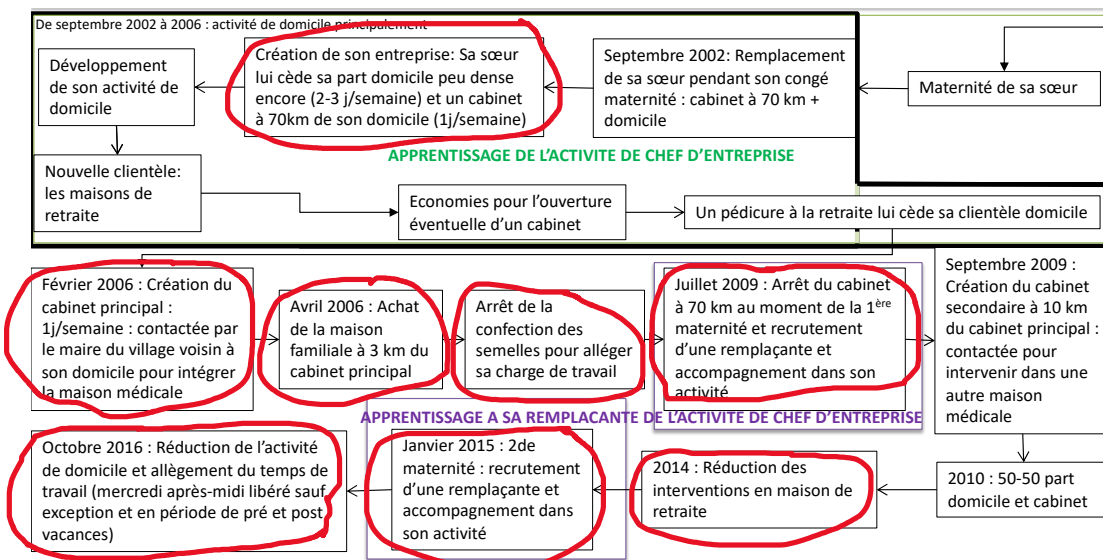 De septembre 2002 à 2006 : activité de domicile principalement
Maternité de sa sœur
Septembre 2002: Remplacement
de sa sœur pendant son congé
maternité : cabinet à 70 km +
domicile
Création de son entreprise: Sa sœur
lui cède sa part domicile peu dense
encore (2-3 j/semaine) et un cabinet
à 70km de son domicile (1j/semaine)
Développement
de son activité de
domicile
APPRENTISSAGE DE L'ACTIVITE DE CHEF D'ENTREPRISE
Nouvelle clientèle:
les maisons de
retraite
Economies pour l'ouverture
éventuelle d'un cabinet
Un pédicure à la retraite lui cède sa clientèle domicile
Février 2006 : Création du
cabinet principal :
1j/semaine : contactée par
le maire du village voisin à
son domicile pour intégrer
la maison médicale
Avril 2006 : Achat
de la maison
familiale à 3 km du
cabinet principal
Arrêt de la
confection des
semelles pour alléger
sa charge de travail
Juillet 2009 : Arrêt du cabinet
à 70 km au moment de la 1ère
maternité et recrutement
d'une remplaçante et
accompagnement dans son
activité
Septembre 2009 :
Création du cabinet
secondaire à 10 km
du cabinet principal :
contactée pour
intervenir dans une
autre maison
médicale
APPRENTISSAGE A SA REMPLACANTE DE L'ACTIVITE DE CHEF D'ENTREPRISE
2010 : 50-50 part
domicile et cabinet
2014 : Réduction des
interventions en maison de
retraite
Janvier 2015 : 2de
maternité : recrutement
d'une remplaçante et
accompagnement dans
son activité
Octobre 2016 : Réduction de l'activité
de domicile et allègement du temps de
travail (mercredi après-midi libéré sauf
exception et en période de pré et post
vacances)